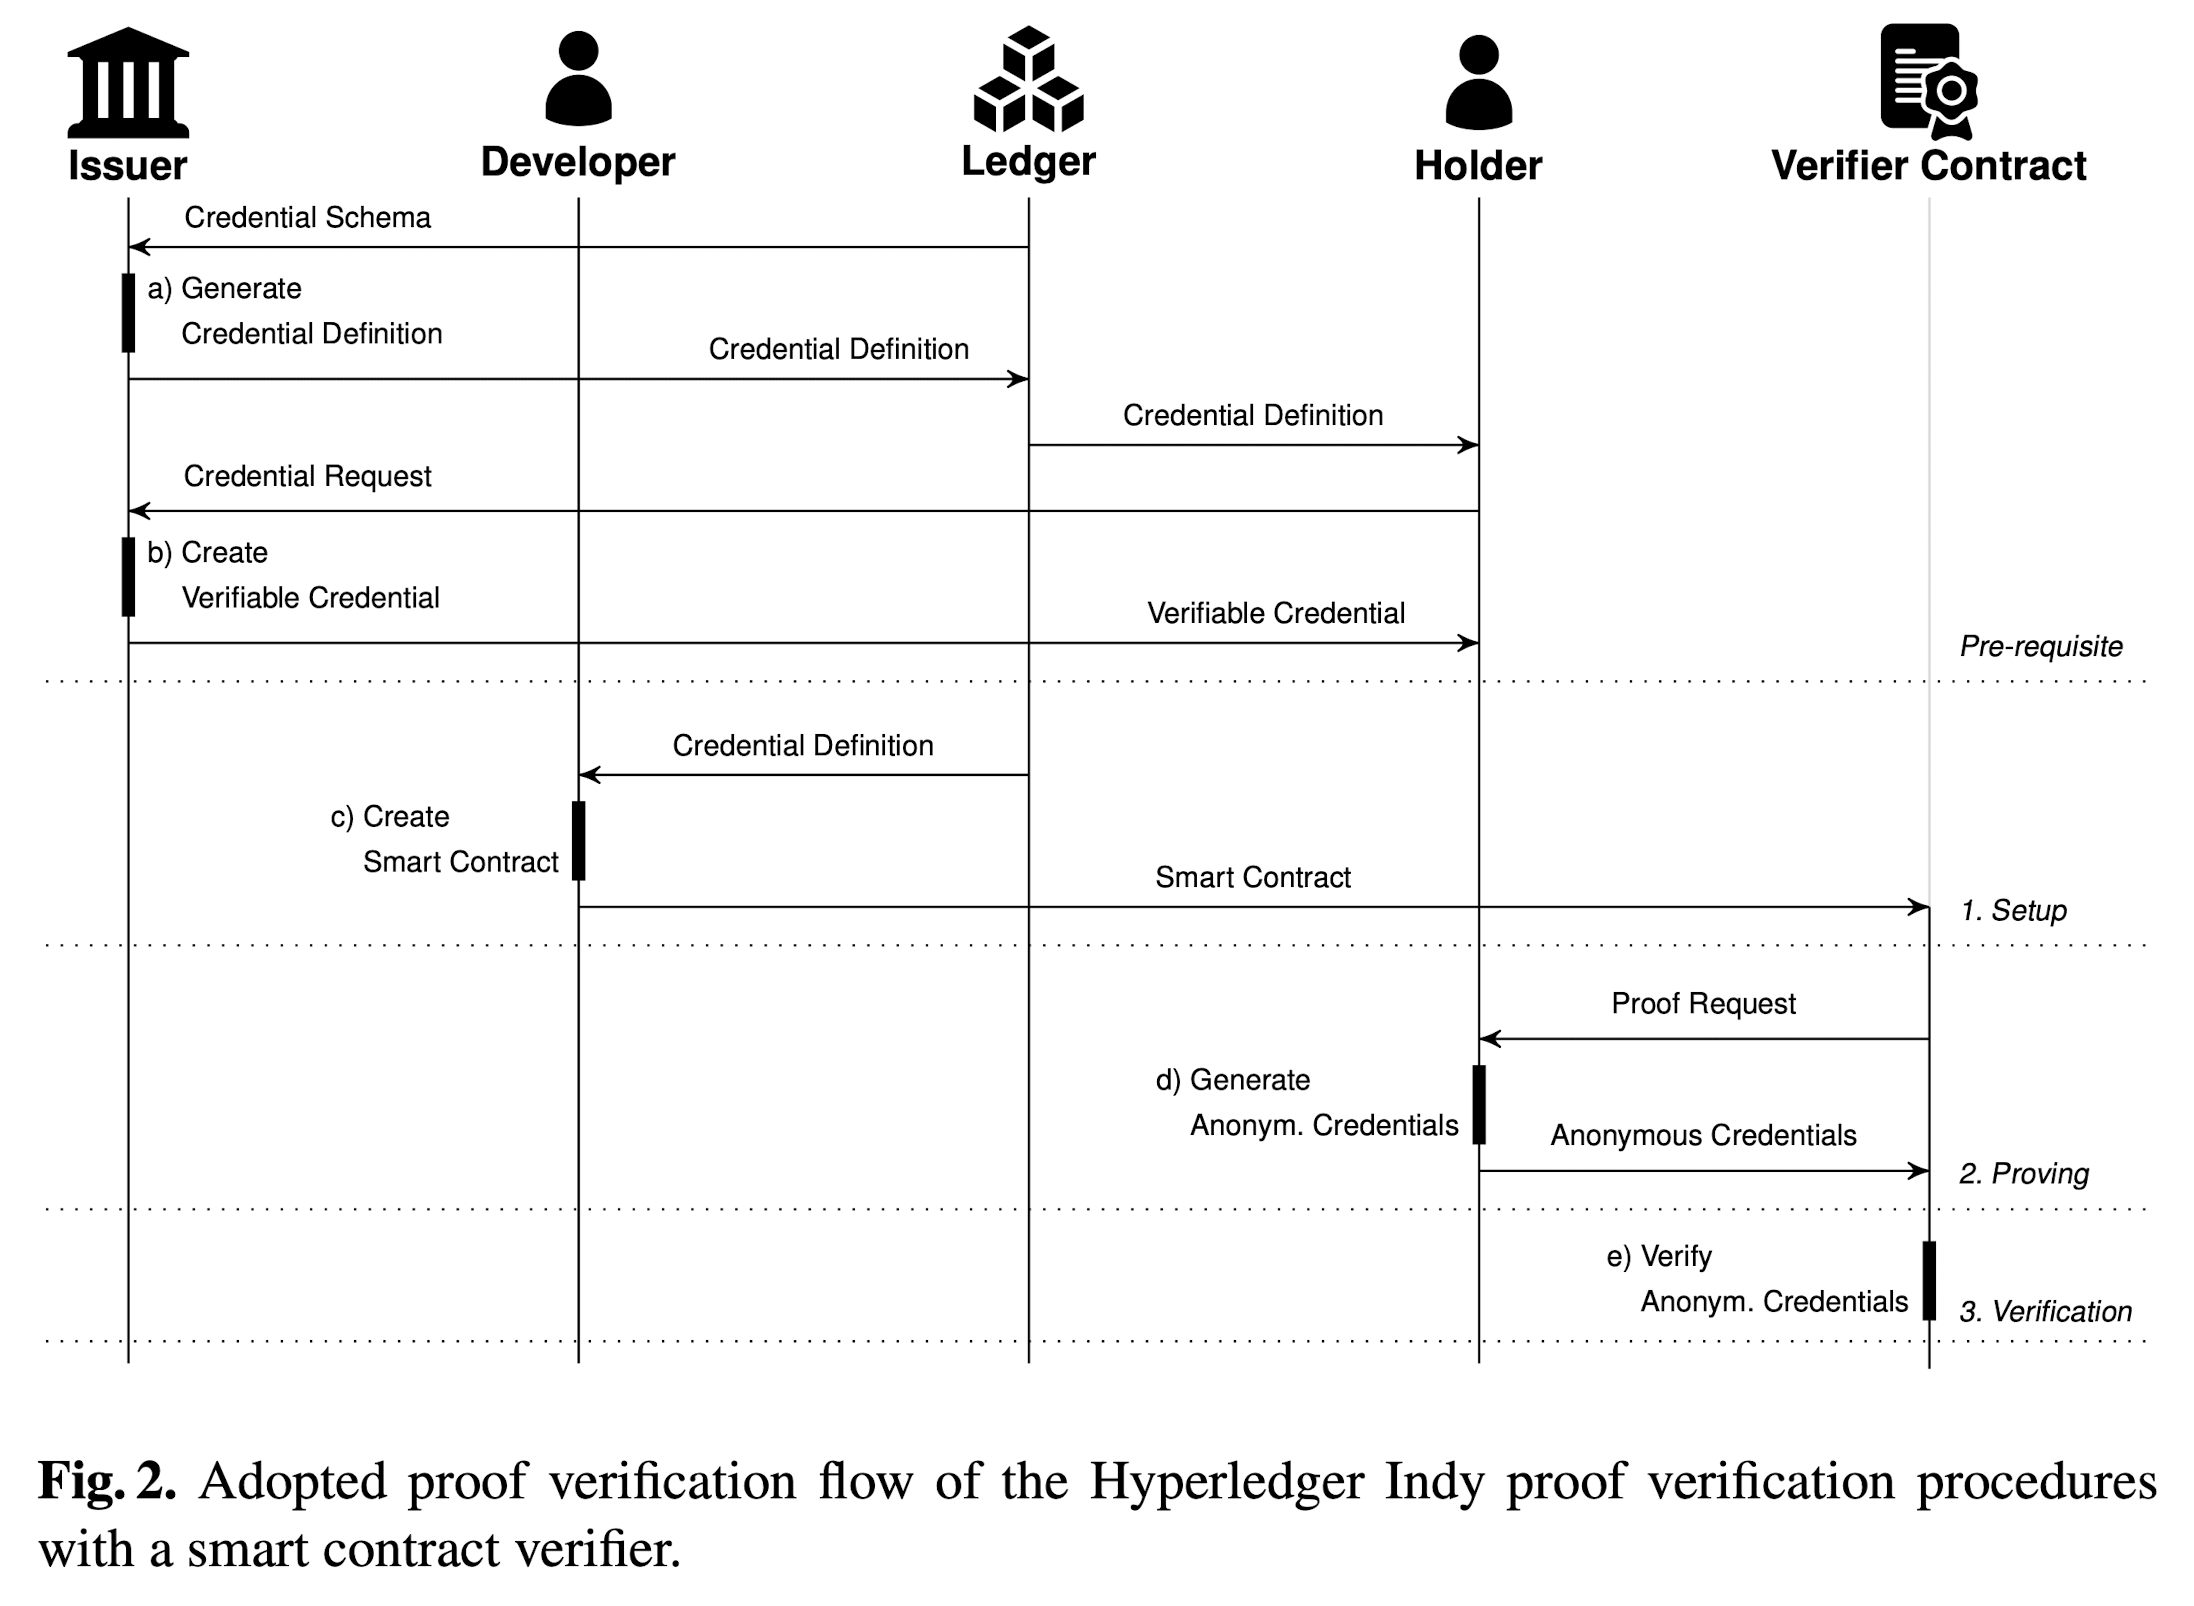 Issuer
Developer
Ledger
Holder
Verifier Contract
Credential Schema
a) Generate
Credential Definition
Credential Definition
Credential Definition
Credential Request
b) Create
Verifiable Credential
Verifiable Credential
Pre-requisite
Credential Definition
c) Create
Smart Contract
Smart Contract
1. Setup
Proof Request
d) Generate
Anonym. Credentials
Anonymous Credentials
2. Proving
e) Verify
Anonym. Credentials
3. Verification
Fig. 2. Adopted proof verification flow of the Hyperledger Indy proof verification procedures
with a smart contract verifier.